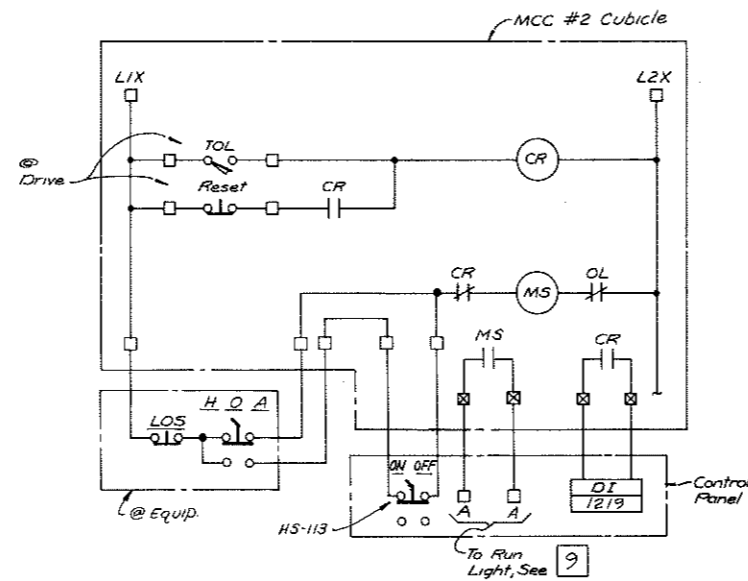 MCC #2 Cubicle
L1X
L2X
TOL
CR
@
Drive
Reset
CR
CR
MS
OL
MS
CR
H O A
LOS
@ Equip.
ON OFF
HS-113
A
A
DI
1219
Control
Panel
To Run
Light, See 9